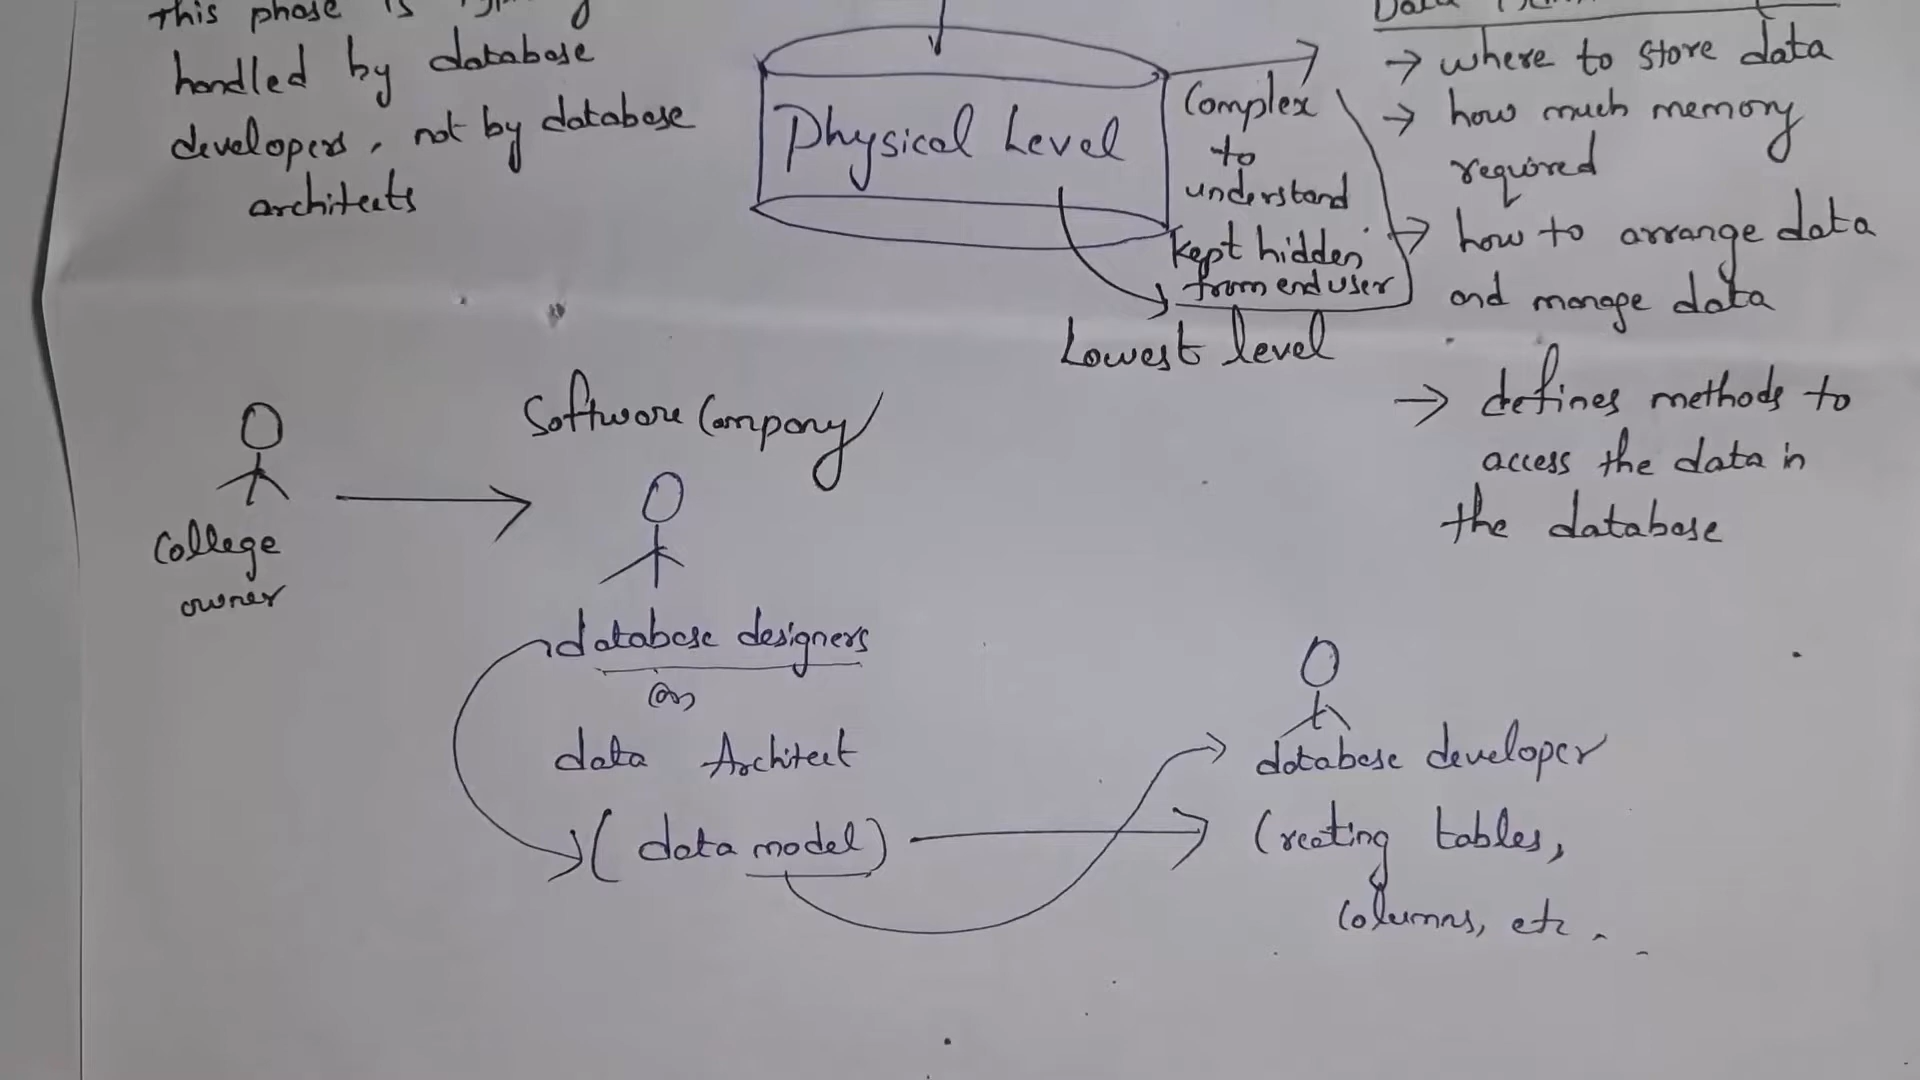 This phase is
handled by database
developers, not by database
architects
Physical Level
Complex
to
understand
kept hidden
from end user
Lowest level
Data
→ where to store data
→ how much memory
required
→ how to arrange data
and manage data
→ defines methods to
access the data in
the database
College
owner
Software Company
database designers
(or)
data Architect
(data model)
database developer
Creating tables,
columns, etc.